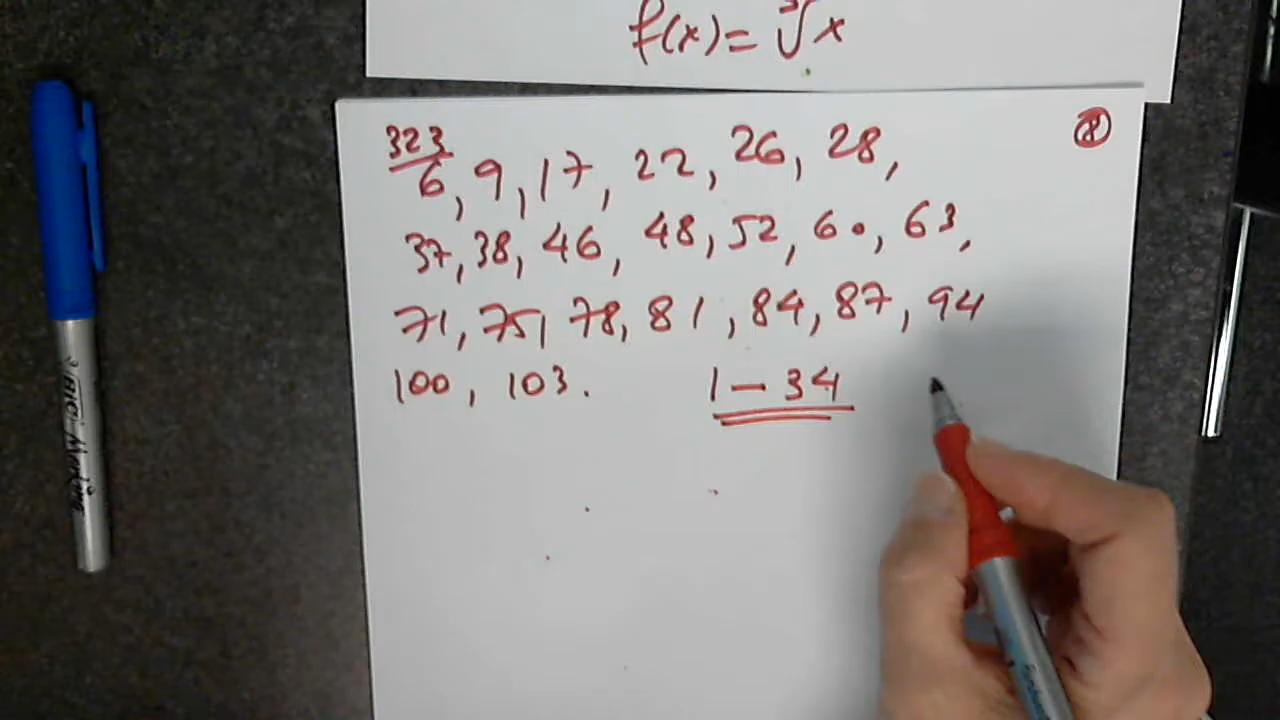 f(x) = ∛x
⑧
323
6, 9, 17, 22, 26, 28,
37, 38, 46, 48, 52, 60, 63,
71, 75, 78, 81, 84, 87, 94
100, 103. 1 – 34